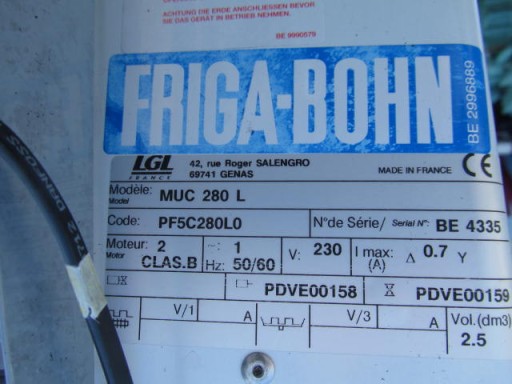 ACHTUNG DIE ERDE ANSCHLIESSEN BEVOR
SIE DAS GERÄT IN BETRIEB NEHMEN.
BE 9990579
FRIGA-BOHN
BE 2996889
LGL
FRANCE
42, rue Roger SALENGRO
69741 GENAS
MADE IN FRANCE CE
Modèle: MUC 280 L
Model
Code: PF5C280L0
N°de Série/ Serial N°: BE 4335
Moteur: 2
Motor CLAS.B
~: 1
Hz: 50/60
V: 230
I max: Δ 0.7 Y
(A)
PDVE00158
PDVE00159
V/1 A
V/3 A
Vol.(dm3)
2.5